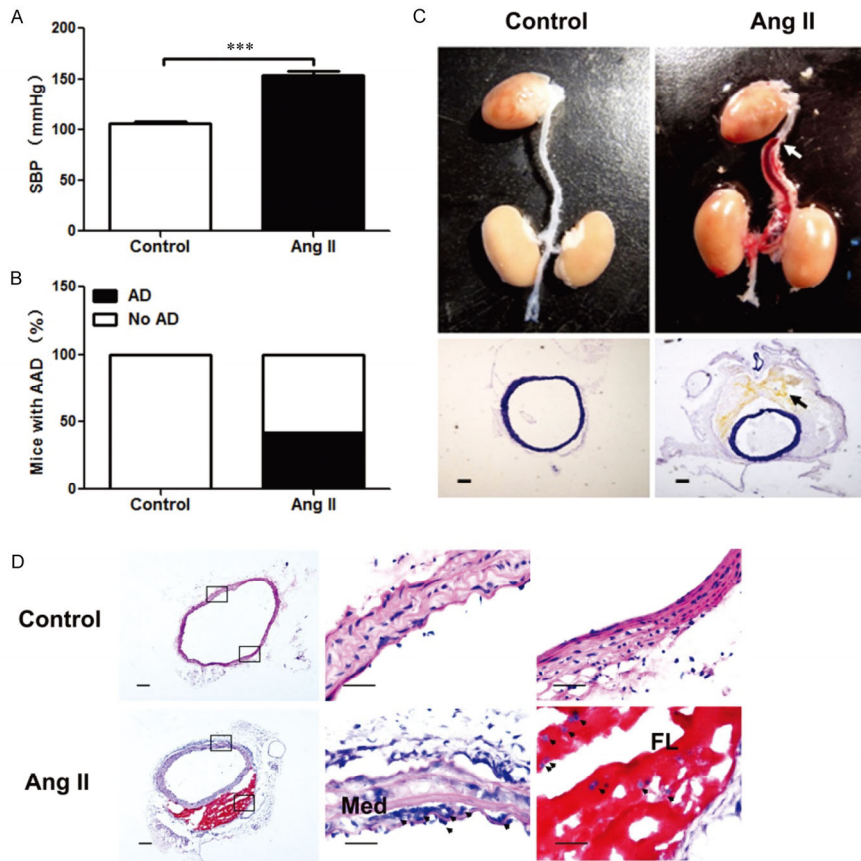 A
SBP (mmHg)
200
150
100
50
0
***
Control
Ang II
B
Mice with AAD (%)
150
100
50
0
AD
No AD
Control
Ang II
C
Control
Ang II
D
Control
Ang II
Med
FL